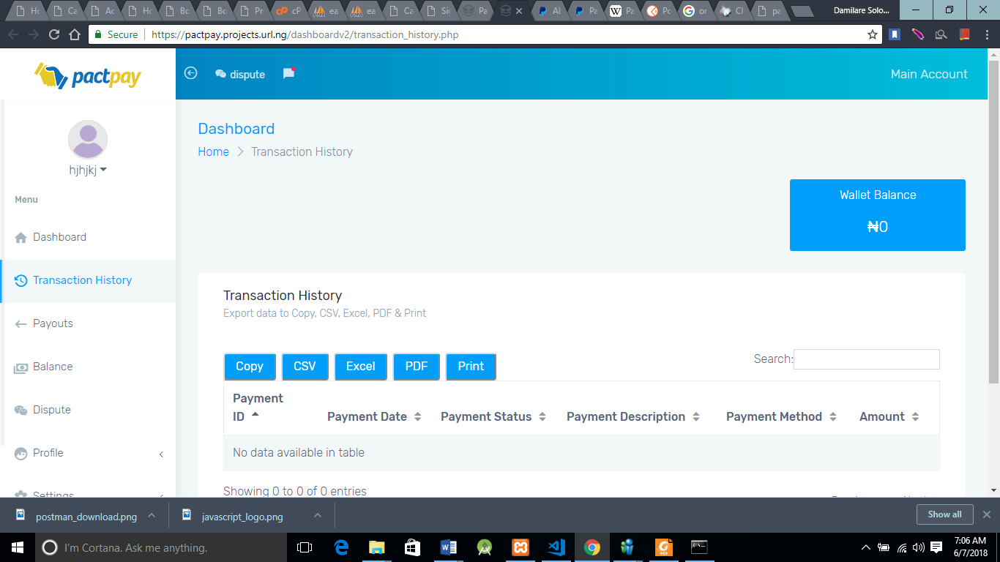 Ho
Ca
Ac
Ho
Bo
Bo
Pro
cP
ea
ea
Ca
Sig
Pa
Pa
Pa
Po
or
Cl
pa
Damilare Solo...
Secure
https://pactpay.projects.url.ng/dashboardv2/transaction_history.php
pactpay
dispute
Main Account
hjhjkj
Menu
Dashboard
Transaction History
Payouts
Balance
Dispute
Profile
Settings
Dashboard
Home > Transaction History
Wallet Balance
₦0
Transaction History
Export data to Copy, CSV, Excel, PDF & Print
Copy CSV Excel PDF Print
Search:
Payment
ID Payment Date Payment Status Payment Description Payment Method Amount
No data available in table
Showing 0 to 0 of 0 entries
postman_download.png
javascript_logo.png
Show all
I'm Cortana. Ask me anything.
7:06 AM
6/7/2018